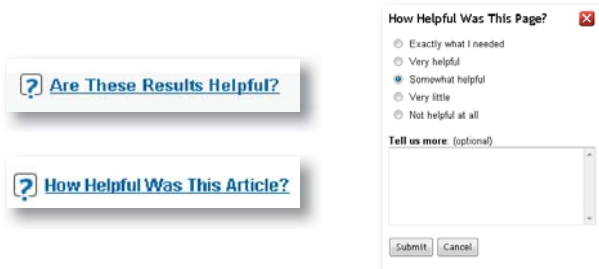 ? Are These Results Helpful?
? How Helpful Was This Article?
How Helpful Was This Page?
Exactly what I needed
Very helpful
Somewhat helpful
Very little
Not helpful at all
Tell us more: (optional)
Submit Cancel